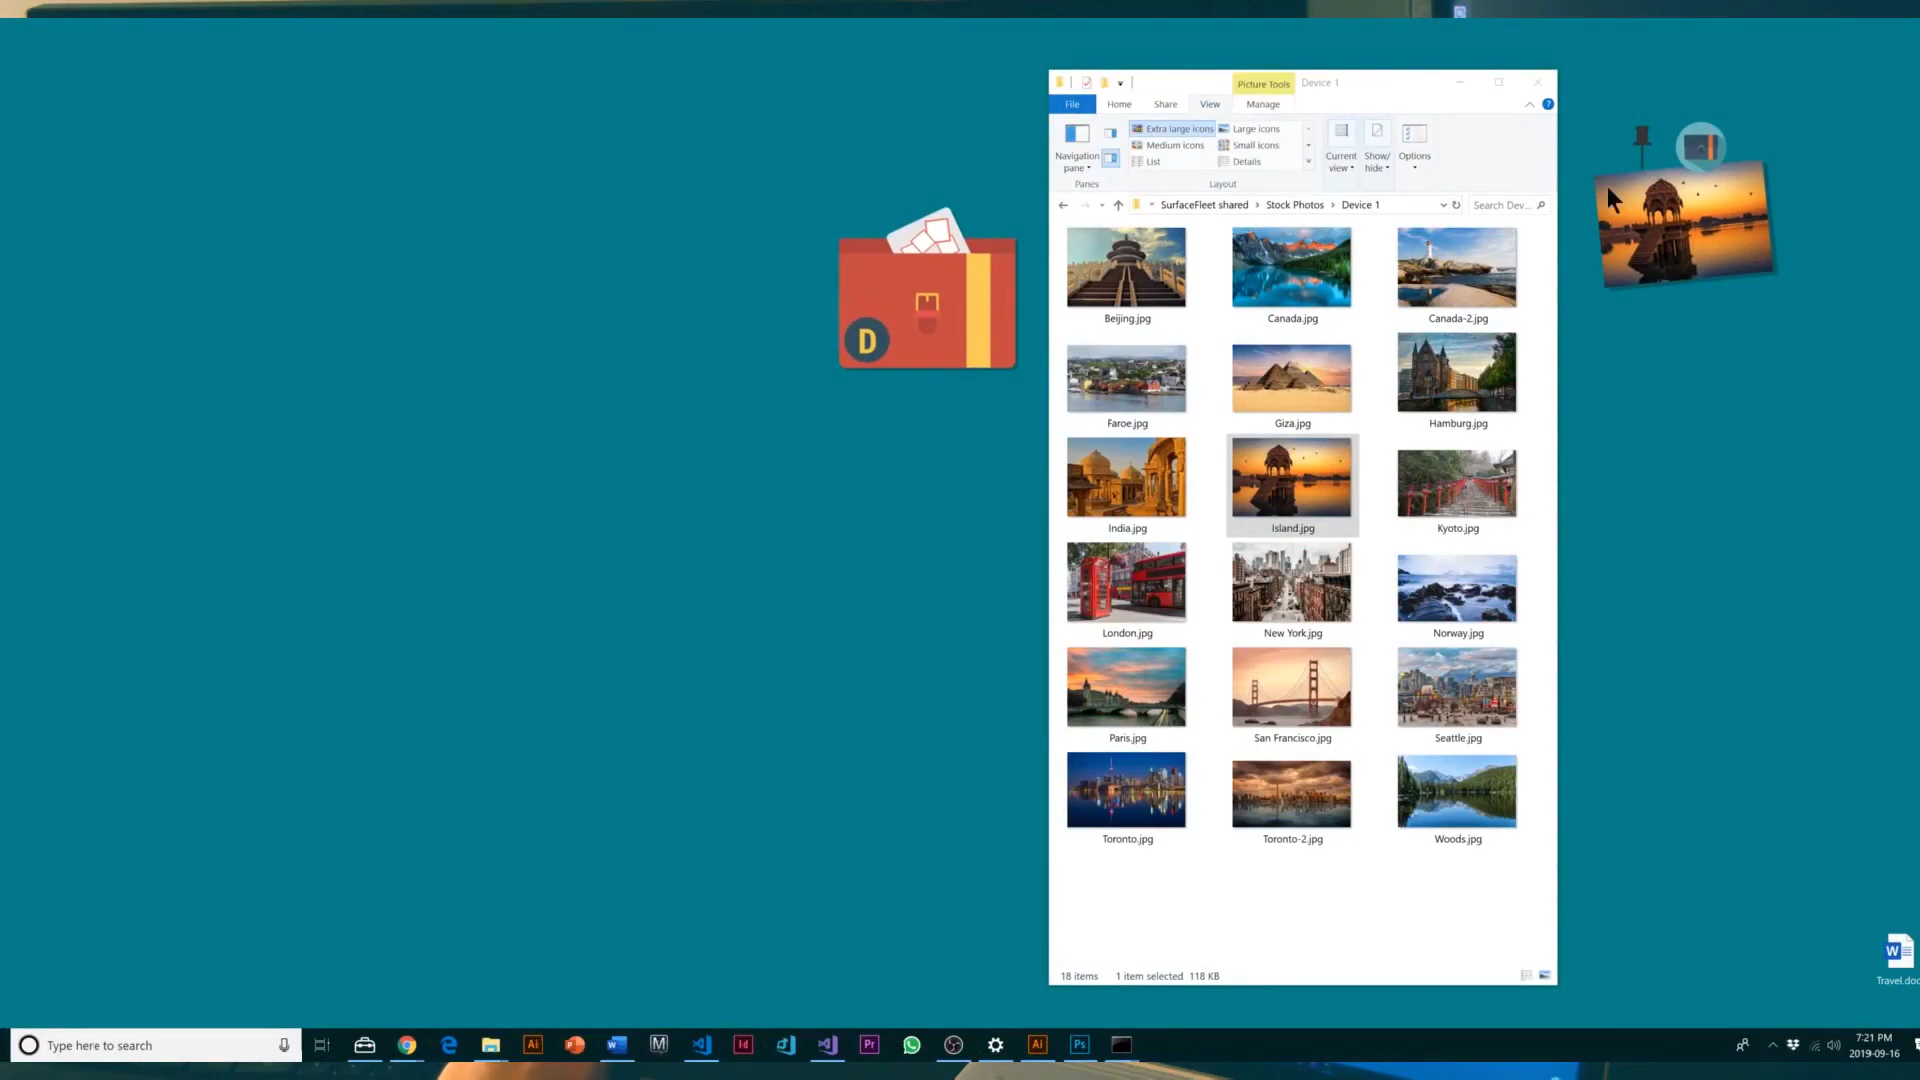 Picture Tools
Device 1
File
Home
Share
View
Manage
?
Extra large icons
Large icons
Medium icons
Small icons
List
Details
Navigation
pane
Current
view
Show/
hide
Options
Panes
Layout
SurfaceFleet shared > Stock Photos > Device 1
Search Dev...
D
Beijing.jpg
Canada.jpg
Canada-2.jpg
Faroe.jpg
Giza.jpg
Hamburg.jpg
India.jpg
Island.jpg
Kyoto.jpg
London.jpg
New York.jpg
Norway.jpg
Paris.jpg
San Francisco.jpg
Seattle.jpg
Toronto.jpg
Toronto-2.jpg
Woods.jpg
18 items
1 item selected 118 KB
W
Travel.doc
Type here to search
Ai
P
W
M
Id
Pr
Ai
Ps
7:21 PM
2019-09-16